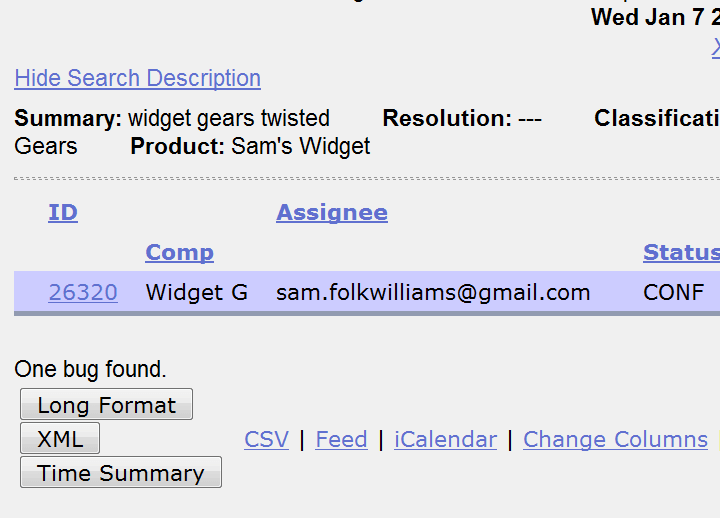 Wed Jan 7 2
X
Hide Search Description
Summary: widget gears twisted Resolution: --- Classificati
Gears Product: Sam's Widget
ID Assignee
Comp Status
26320 Widget G sam.folkwilliams@gmail.com CONF
One bug found.
Long Format
XML CSV | Feed | iCalendar | Change Columns |
Time Summary